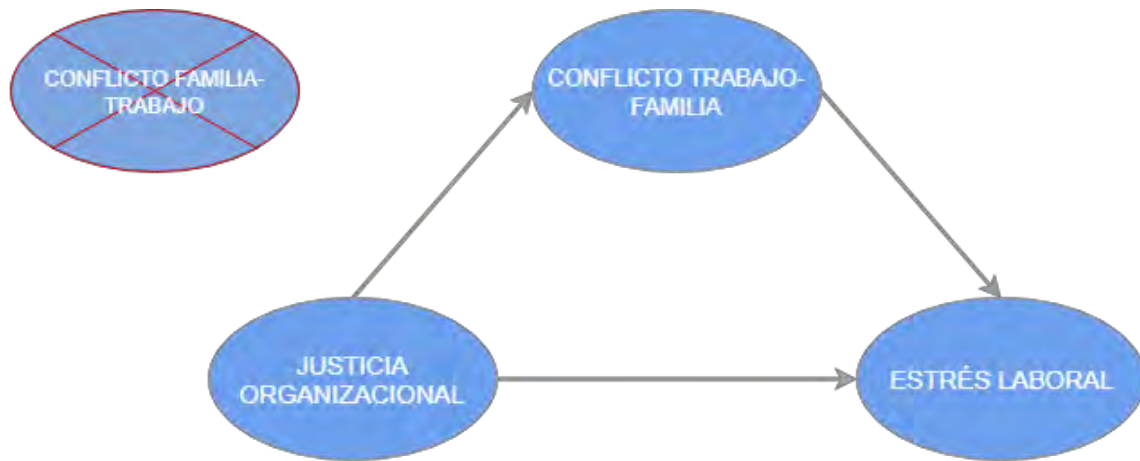 CONFLICTO FAMILIA-
TRABAJO
CONFLICTO TRABAJO-
FAMILIA
JUSTICIA
ORGANIZACIONAL
ESTRÉS LABORAL